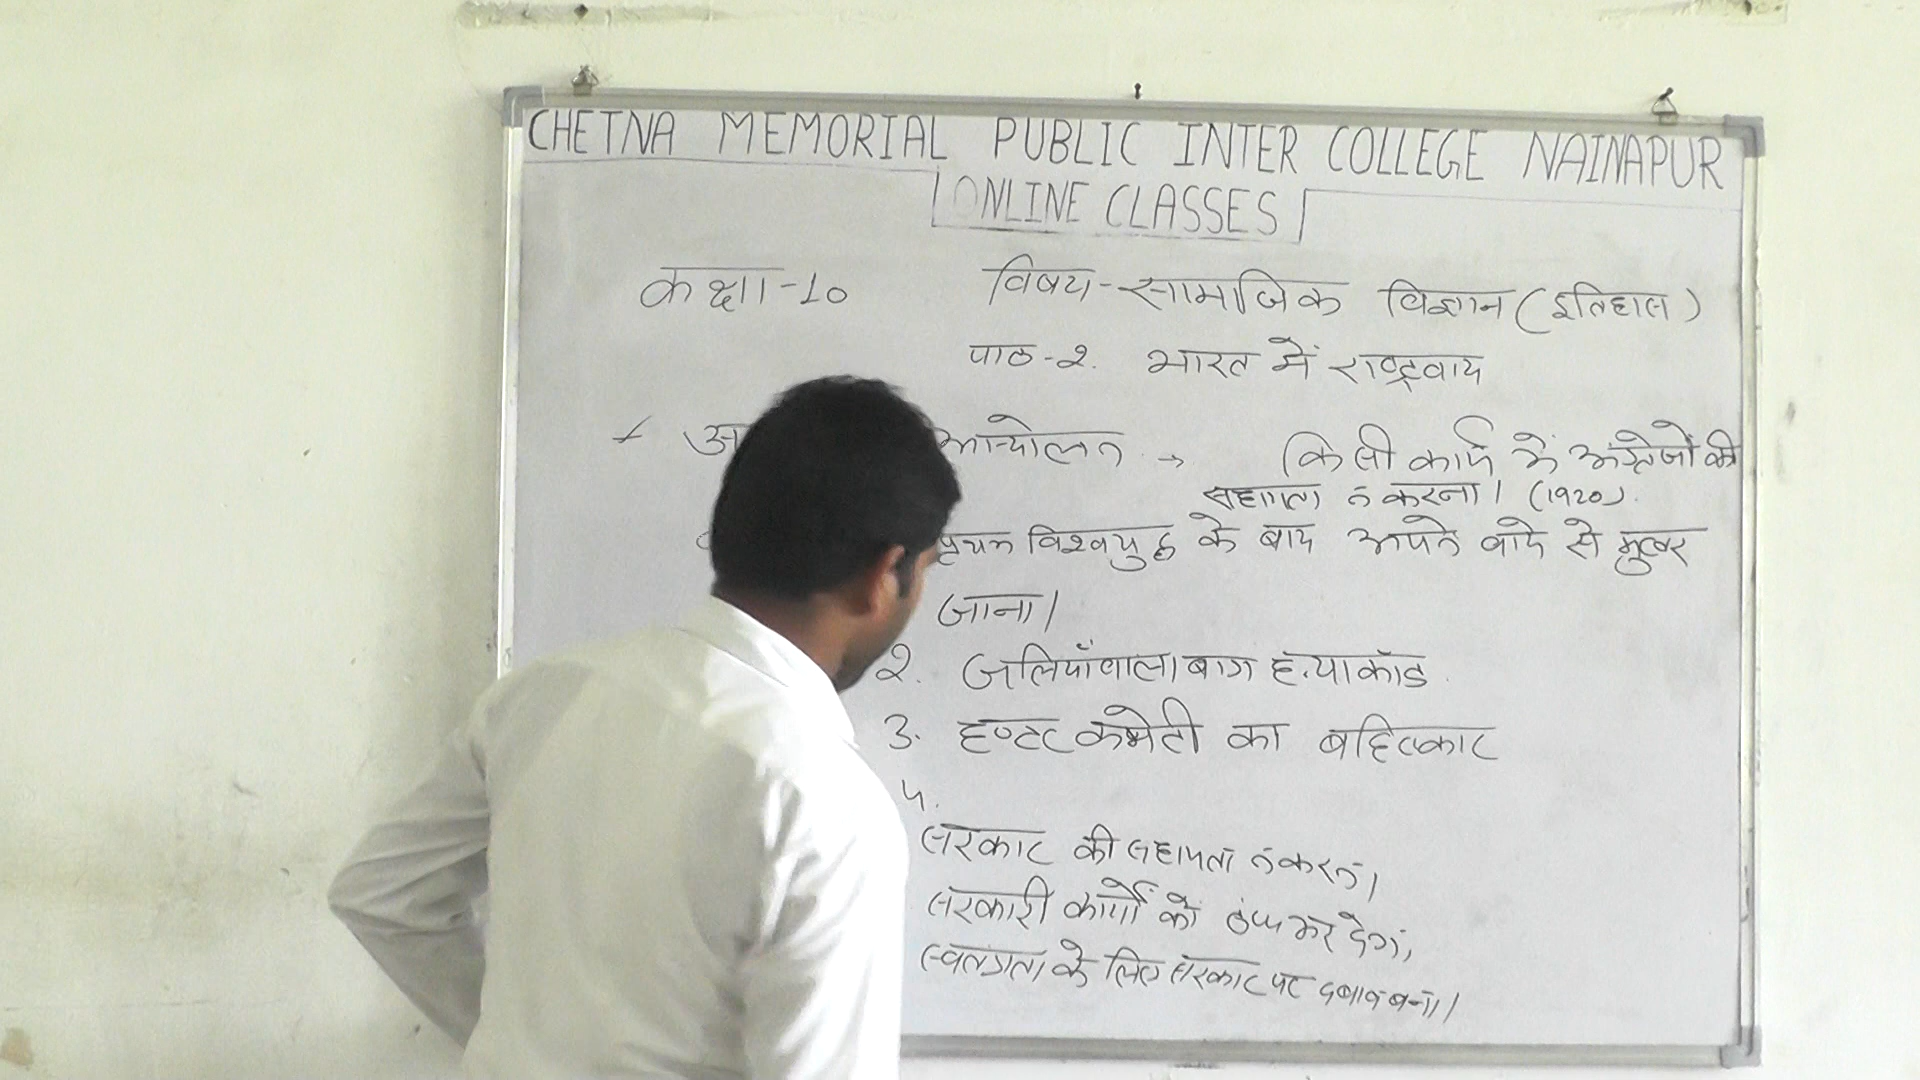 CHETNA MEMORIAL PUBLIC INTER COLLEGE NAINAPUR
ONLINE CLASSES
कक्षा-10 विषय-सामाजिक विज्ञान (इतिहास)
पाठ-2. भारत में राष्ट्रवाद
आन्दोलन → किसी कार्य में अंग्रेजों की
सहायता न करना। (1920).
प्रथम विश्वयुद्ध के बाद अपने वादे से मुकर
जाना।
2. जलियाँवाला बाग हत्याकाँड
3. हण्टर कमेटी का बहिष्कार
4.
सरकार की सहायता न करना।
सरकारी कार्यों को ठप्प कर देना,
स्वतंत्रता के लिए सरकार पर दबाव बना।